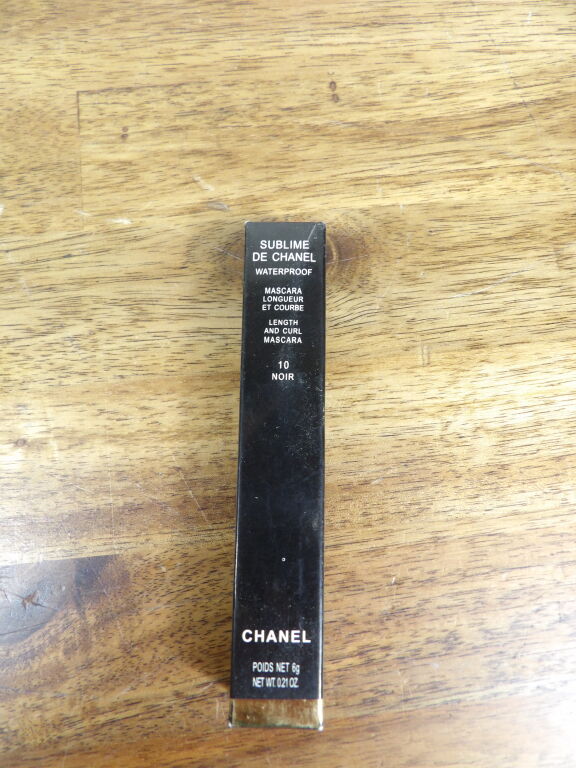 SUBLIME
DE CHANEL
WATERPROOF
MASCARA
LONGUEUR
ET COURBE
LENGTH
AND CURL
MASCARA
10
NOIR
CHANEL
POIDS NET 6g
NET WT. 0.21 OZ.